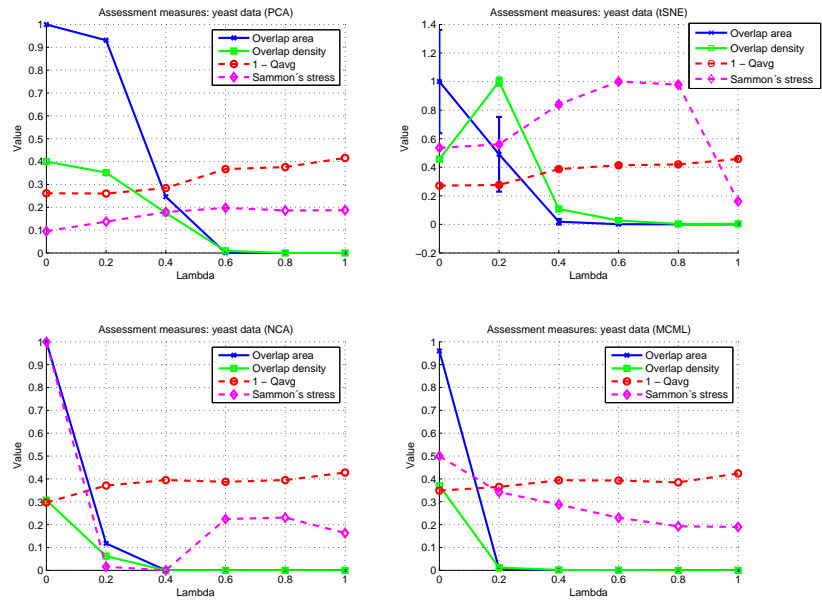 Assessment measures: yeast data (PCA)
1
0.9
0.8
0.7
0.6
0.5
0.4
0.3
0.2
0.1
0
Value
0
0.2
0.4
0.6
0.8
1
Lambda
Overlap area
Overlap density
1 − Qavg
Sammon´s stress
Assessment measures: yeast data (tSNE)
1.4
1.2
1
0.8
0.6
0.4
0.2
0
−0.2
Value
0
0.2
0.4
0.6
0.8
1
Lambda
Overlap area
Overlap density
1 − Qavg
Sammon´s stress
Assessment measures: yeast data (NCA)
1
0.9
0.8
0.7
0.6
0.5
0.4
0.3
0.2
0.1
0
Value
0
0.2
0.4
0.6
0.8
1
Lambda
Overlap area
Overlap density
1 − Qavg
Sammon´s stress
Assessment measures: yeast data (MCML)
1
0.9
0.8
0.7
0.6
0.5
0.4
0.3
0.2
0.1
0
Value
0
0.2
0.4
0.6
0.8
1
Lambda
Overlap area
Overlap density
1 − Qavg
Sammon´s stress